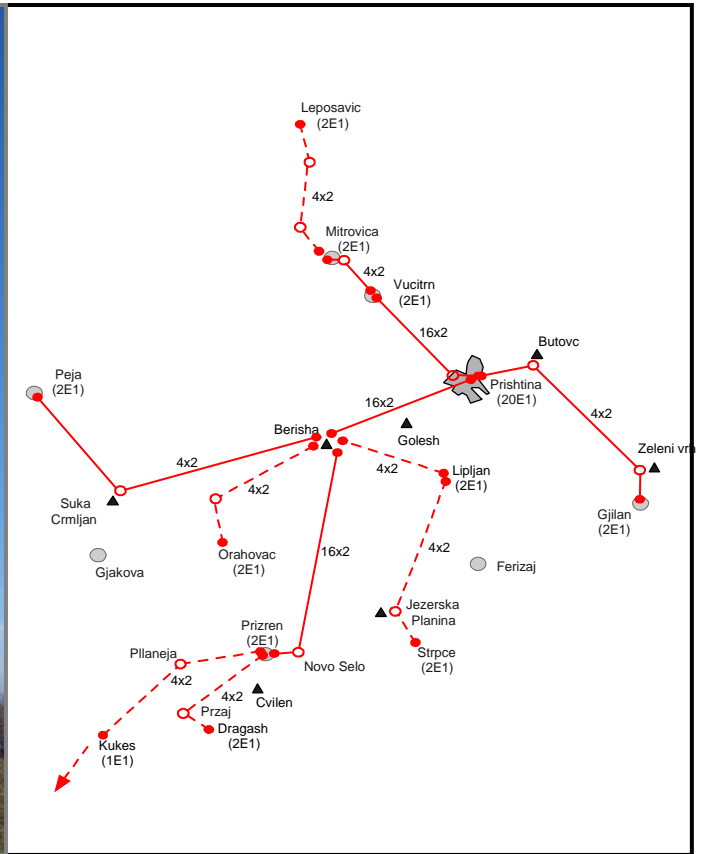 Leposavic
(2E1)
4x2
Mitrovica
(2E1)
4x2
Vucitrn
(2E1)
16x2
Butovc
Peja
(2E1)
Prishtina
(20E1)
16x2
4x2
Berisha
Golesh
Zeleni vrh
4x2
4x2
Lipljan
(2E1)
4x2
Suka
Crmljan
Gjilan
(2E1)
Orahovac
(2E1)
16x2
4x2
Gjakova
Ferizaj
Jezerska
Planina
Prizren
(2E1)
Strpce
(2E1)
Pllaneja
Novo Selo
4x2
4x2
Cvilen
Przaj
Dragash
(2E1)
Kukes
(1E1)